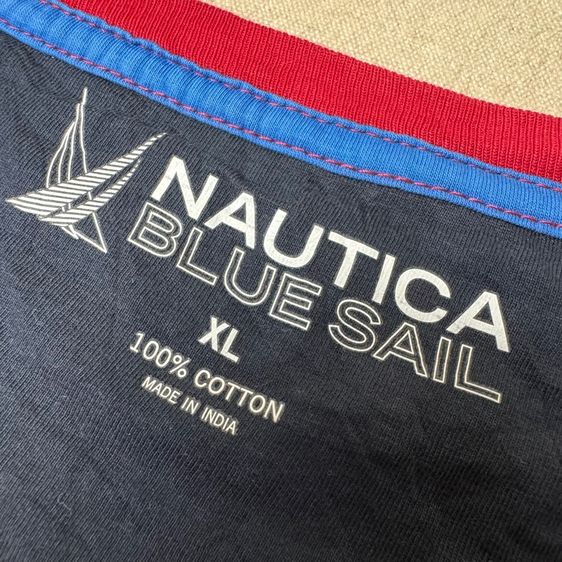 NAUTICA
BLUE SAIL
XL
100% COTTON
MADE IN INDIA